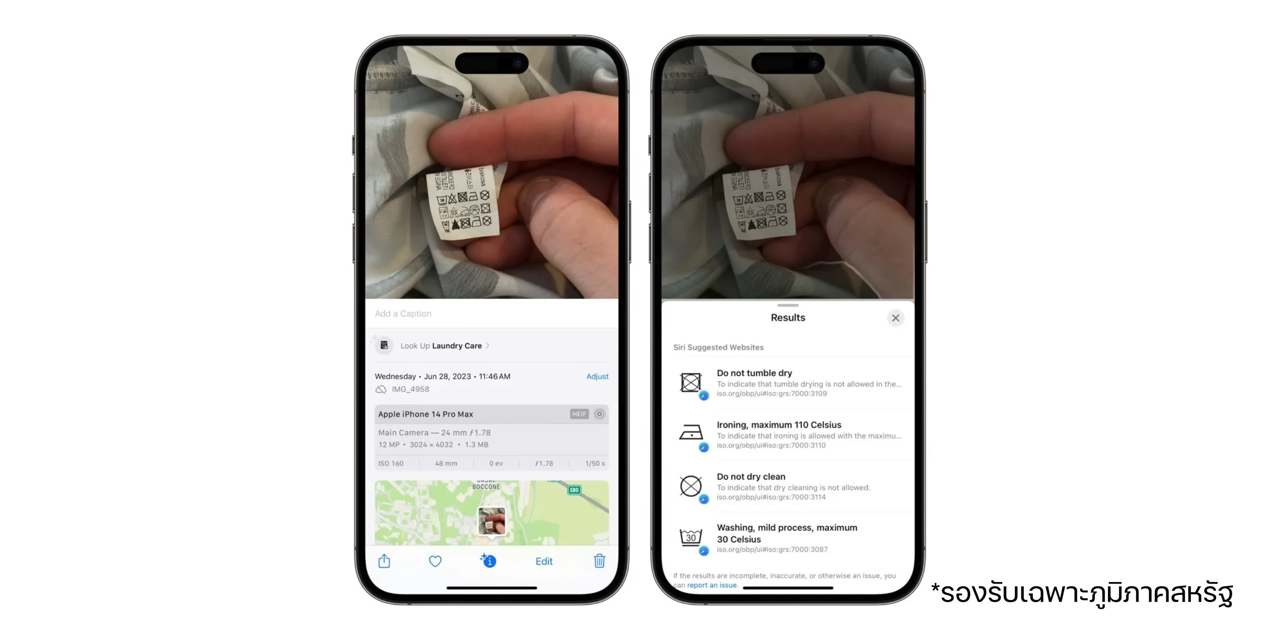 Add a Caption
Look Up Laundry Care
Wednesday • Jun 28, 2023 • 11:46 AM
Adjust
IMG_4958
Apple iPhone 14 Pro Max
HEIF
Main Camera — 24 mm ƒ1.78
12 MP • 3024 × 4032 • 1.3 MB
ISO 160
48 mm
0 ev
ƒ1.78
1/50 s
BOCCONE
Edit
Results
Siri Suggested Websites
Do not tumble dry
To indicate that tumble drying is not allowed in the...
iso.org/obp/ui#iso:grs:7000:3109
Ironing, maximum 110 Celsius
To indicate that ironing is allowed with the maximu...
iso.org/obp/ui#iso:grs:7000:3110
Do not dry clean
To indicate that dry cleaning is not allowed.
iso.org/obp/ui#iso:grs:7000:3114
30
Washing, mild process, maximum
30 Celsius
iso.org/obp/ui#iso:grs:7000:3087
If the results are incomplete, inaccurate, or otherwise an issue, you
can report an issue.
*รองรับเฉพาะภูมิภาคสหรัฐ